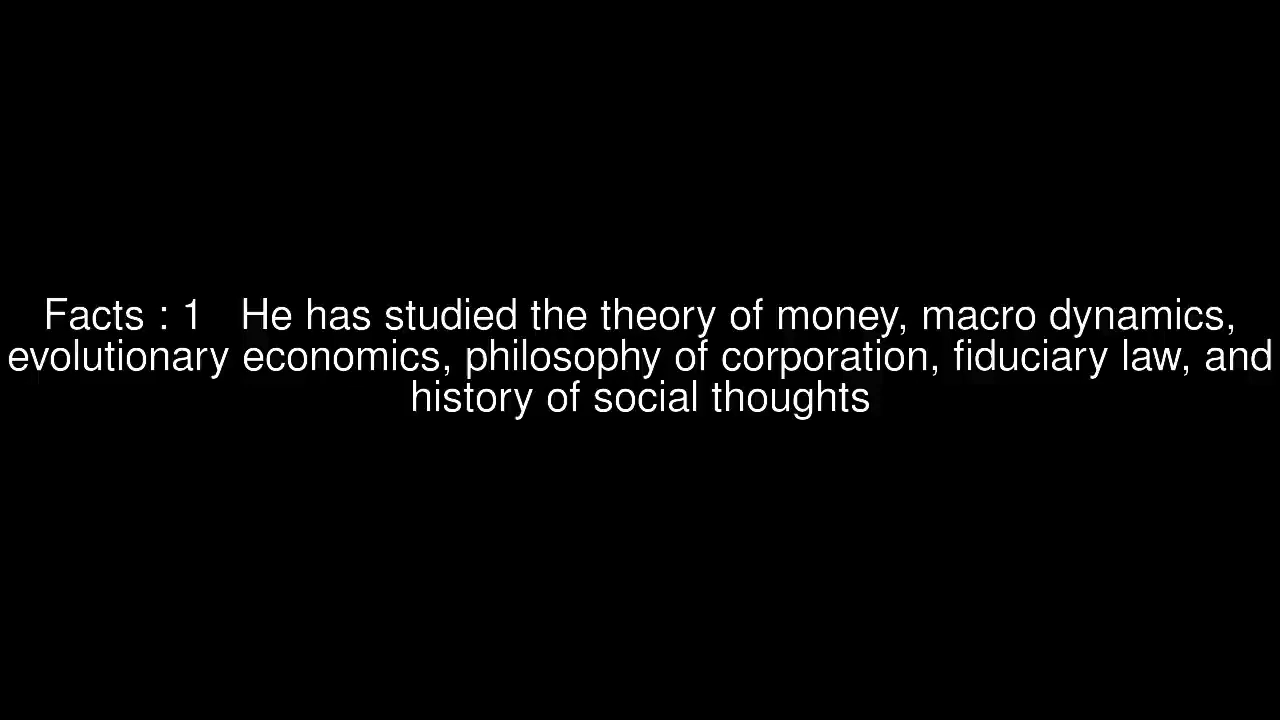 Facts : 1   He has studied the theory of money, macro dynamics,
evolutionary economics, philosophy of corporation, fiduciary law, and
history of social thoughts